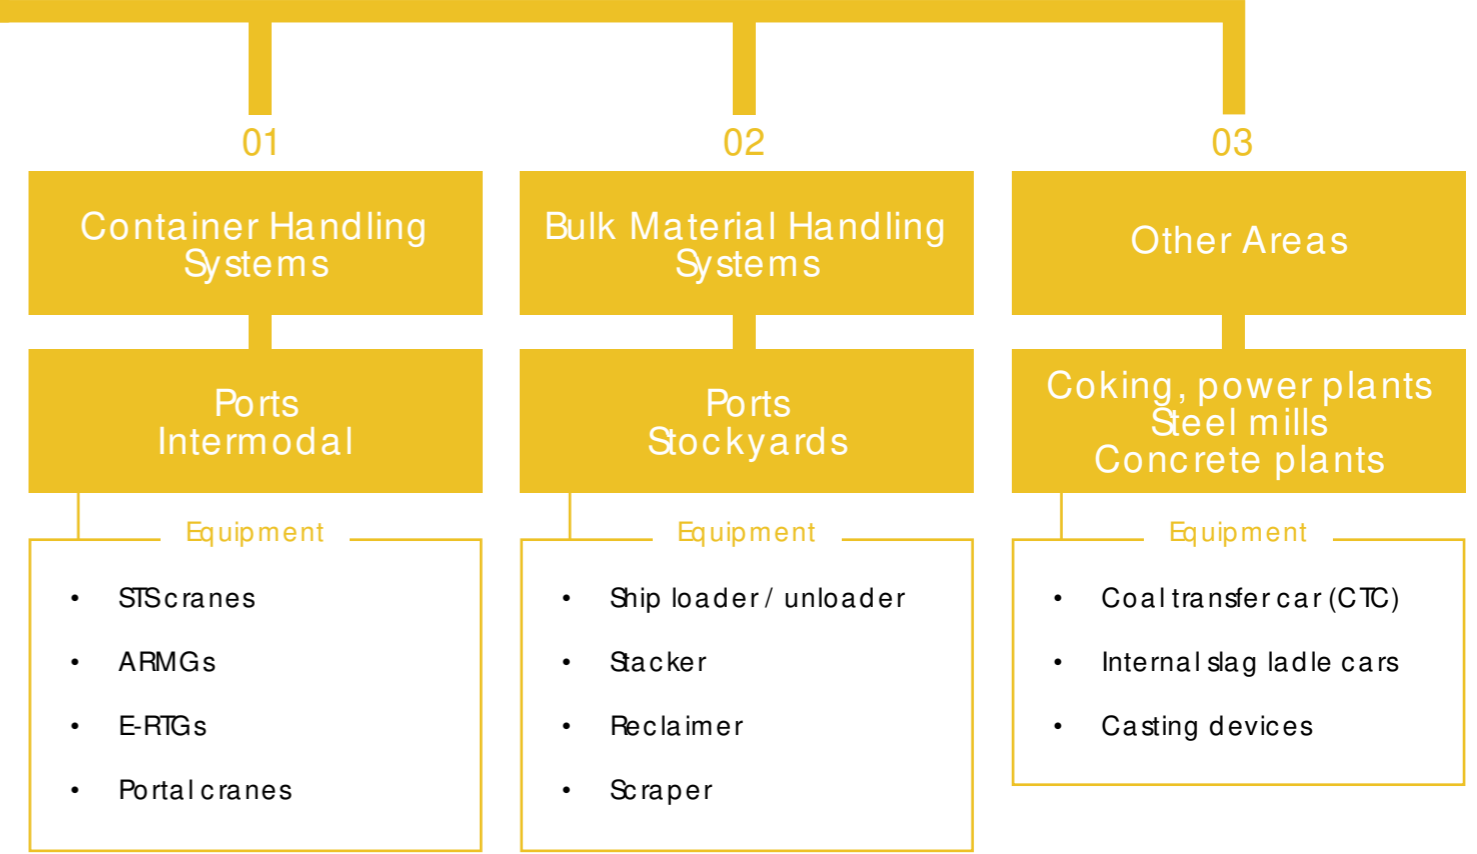 01
Container Handling
Systems
Ports
Intermodal
Equipment
• STS cranes
• ARMGs
• E-RTGs
• Portal cranes
02
Bulk Material Handling
Systems
Ports
Stockyards
Equipment
• Ship loader / unloader
• Stacker
• Reclaimer
• Scraper
03
Other Areas
Coking, power plants
Steel mills
Concrete plants
Equipment
• Coal transfer car (CTC)
• Internal slag ladle cars
• Casting devices